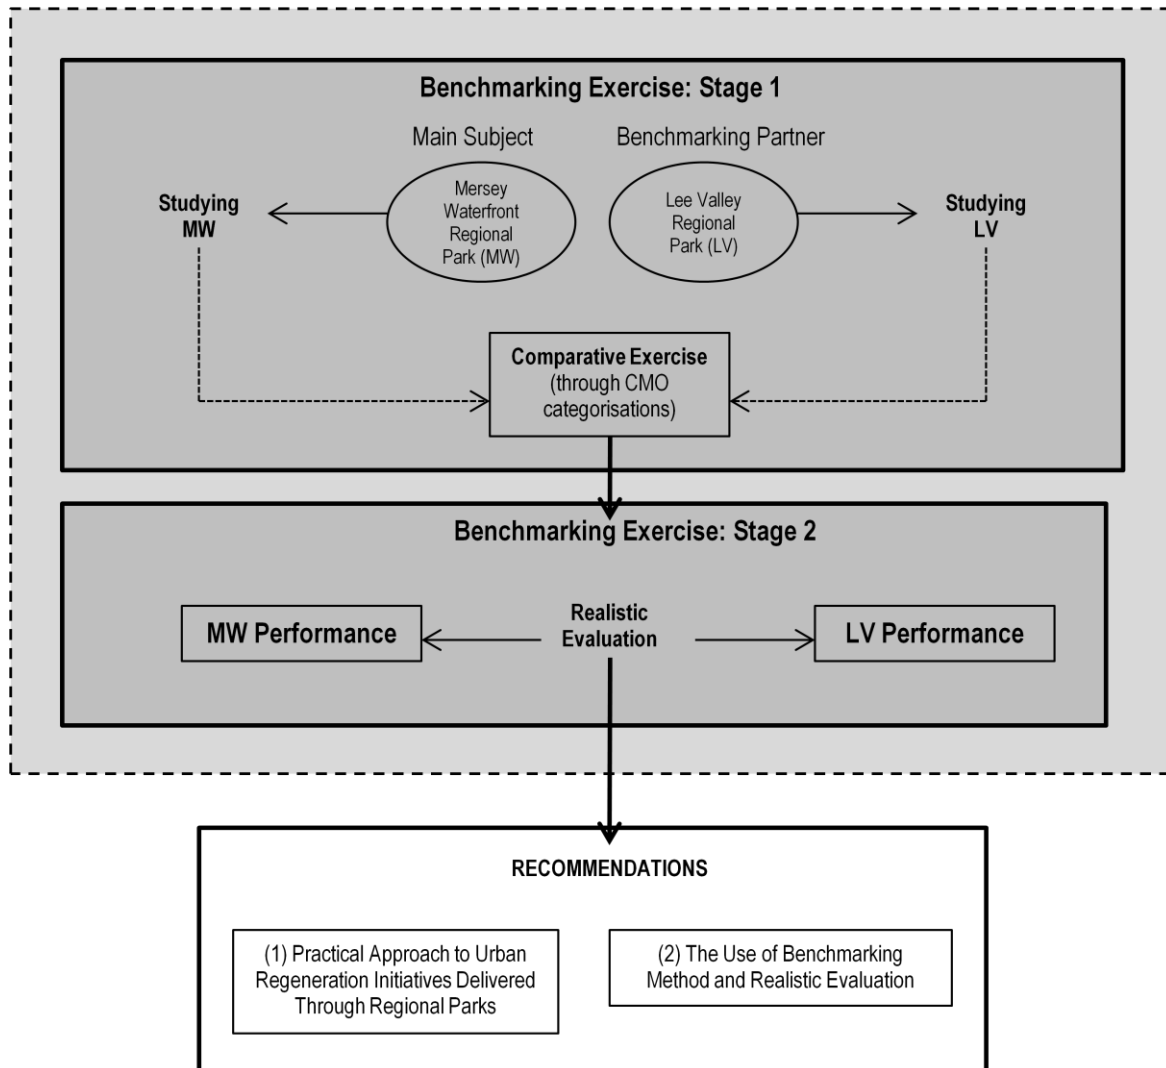 Benchmarking Exercise: Stage 1
Main Subject
Benchmarking Partner
Studying
MW
Mersey
Waterfront
Regional
Park (MW)
Lee Valley
Regional
Park (LV)
Studying
LV
Comparative Exercise
(through CMO
categorisations)
Benchmarking Exercise: Stage 2
MW Performance
Realistic
Evaluation
LV Performance
RECOMMENDATIONS
(1) Practical Approach to Urban
Regeneration Initiatives Delivered
Through Regional Parks
(2) The Use of Benchmarking
Method and Realistic Evaluation